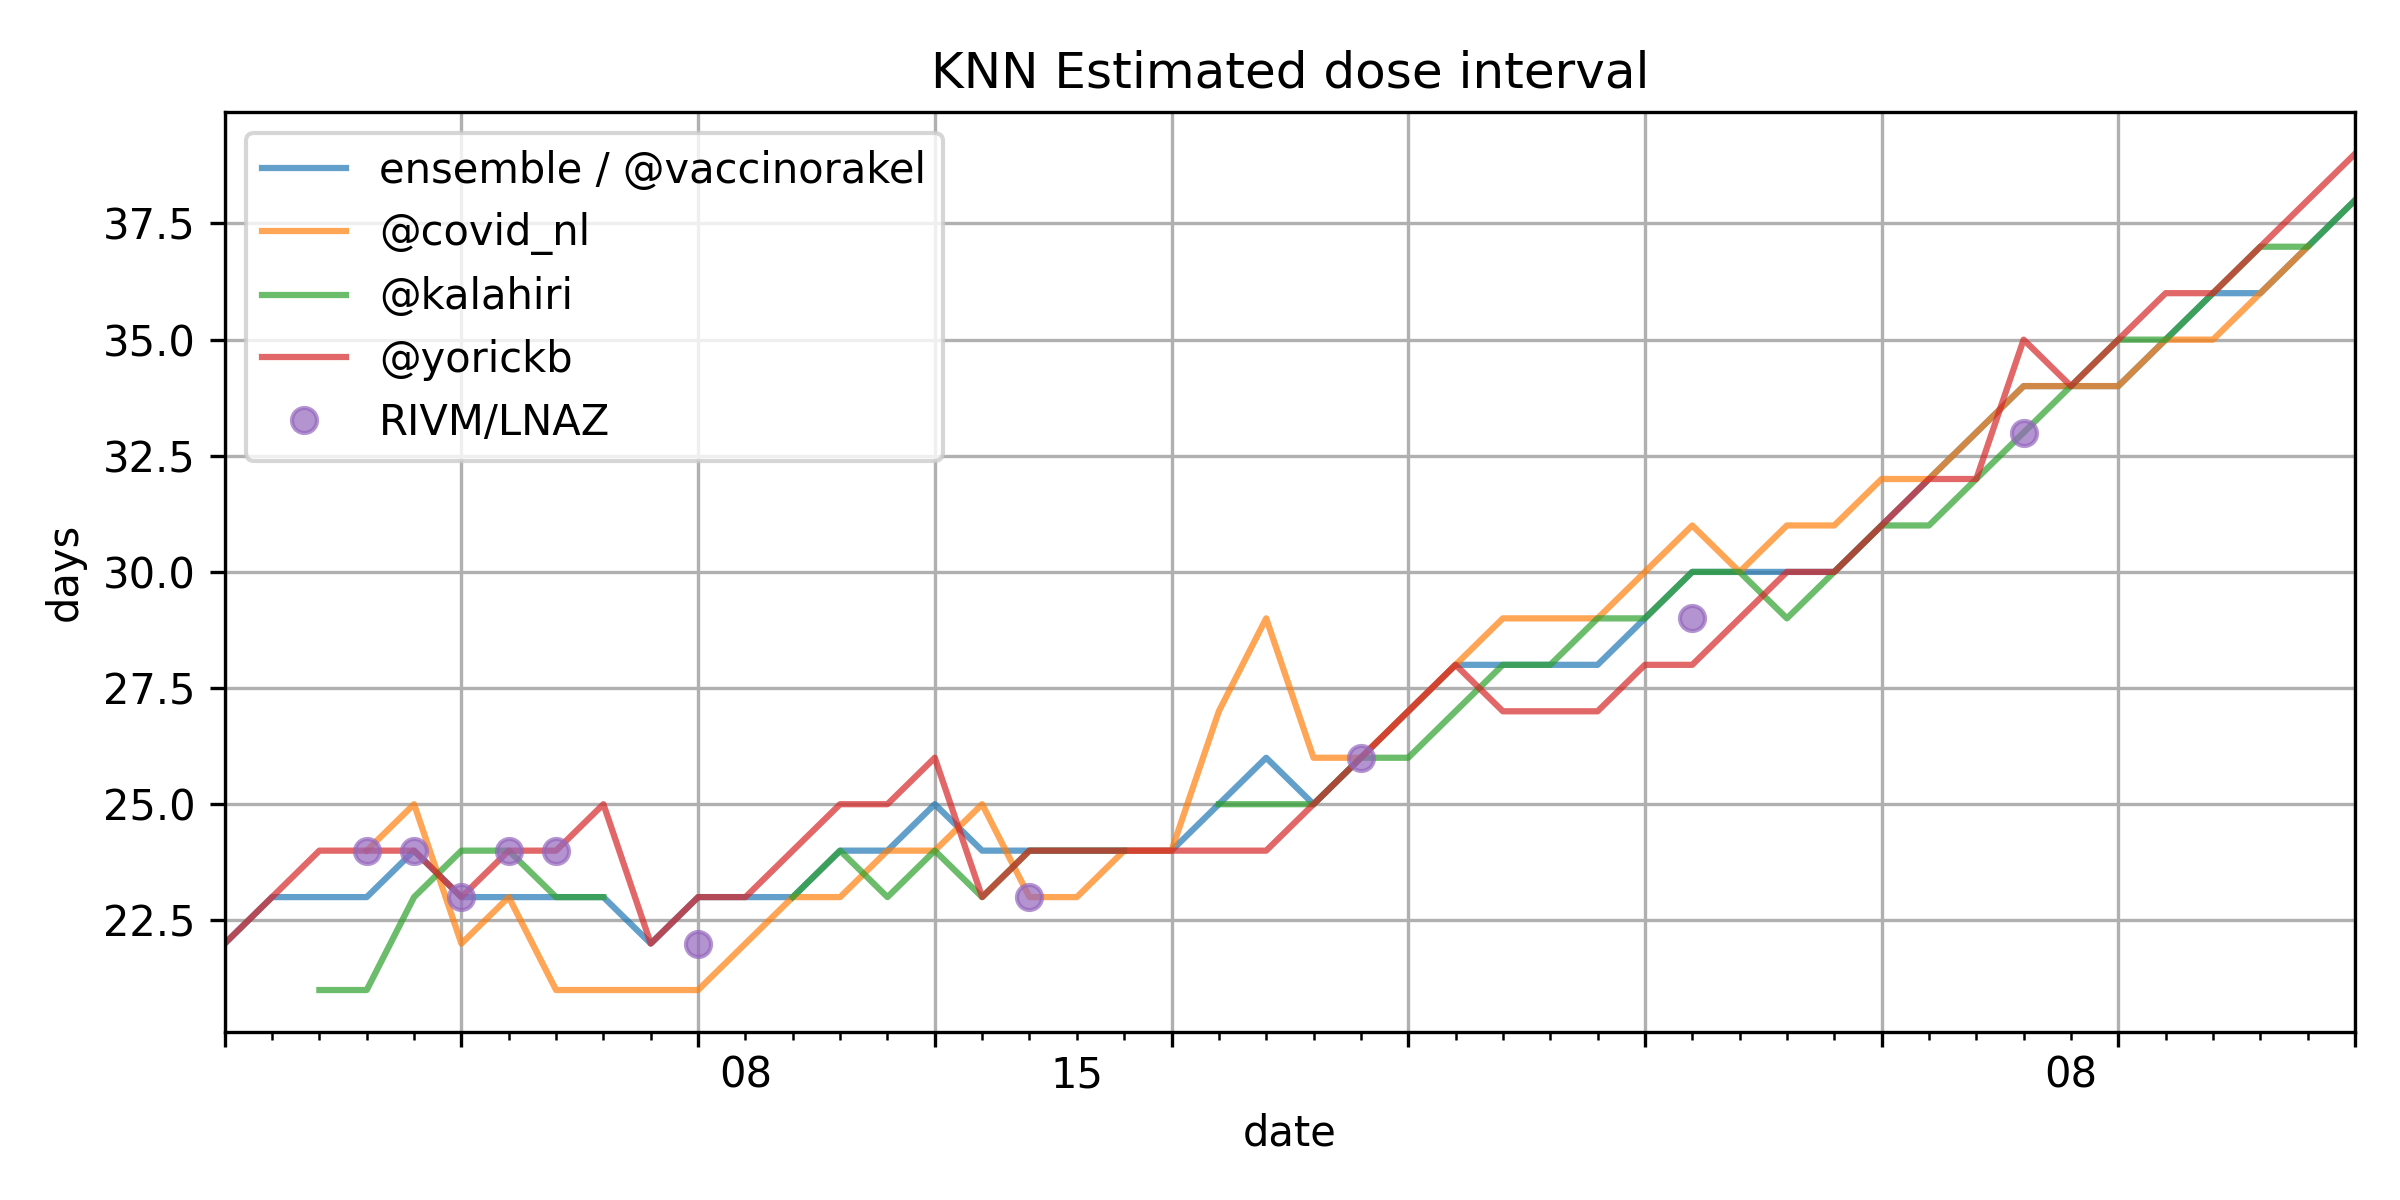 KNN Estimated dose interval
ensemble / @vaccinorakel
@covid_nl
@kalahiri
@yorickb
RIVM/LNAZ
37.5
35.0
32.5
30.0
27.5
25.0
22.5
days
08 15 08
date